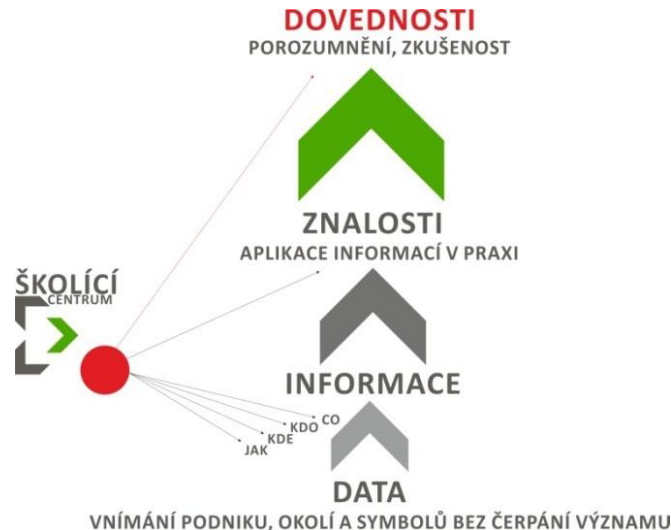 DOVEDNOSTI
POROZUMNĚNÍ, ZKUŠENOST
ZNALOSTI
APLIKACE INFORMACÍ V PRAXI
ŠKOLÍCÍ
CENTRUM
INFORMACE
CO
KDO
KDE
JAK
DATA
VNÍMÁNÍ PODNIKU, OKOLÍ A SYMBOLŮ BEZ ČERPÁNÍ VÝZNAMU